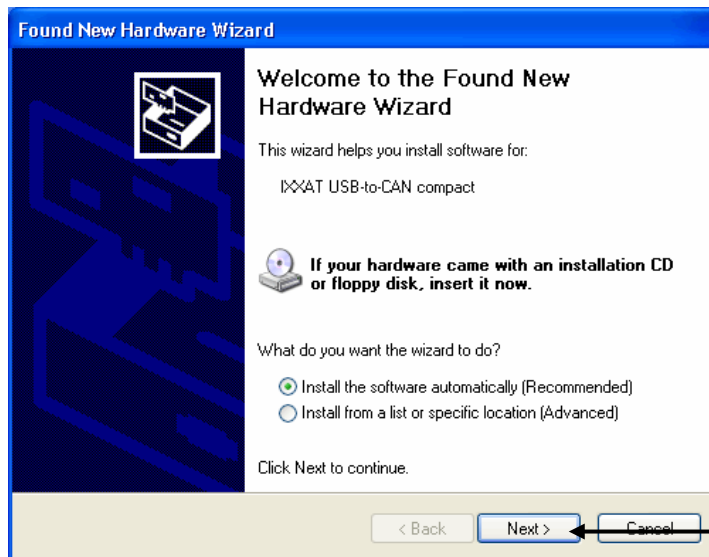 Found New Hardware Wizard
Welcome to the Found New
Hardware Wizard
This wizard helps you install software for:
IXXAT USB-to-CAN compact
If your hardware came with an installation CD
or floppy disk, insert it now.
What do you want the wizard to do?
Install the software automatically (Recommended)
Install from a list or specific location (Advanced)
Click Next to continue.
< Back Next > Cancel